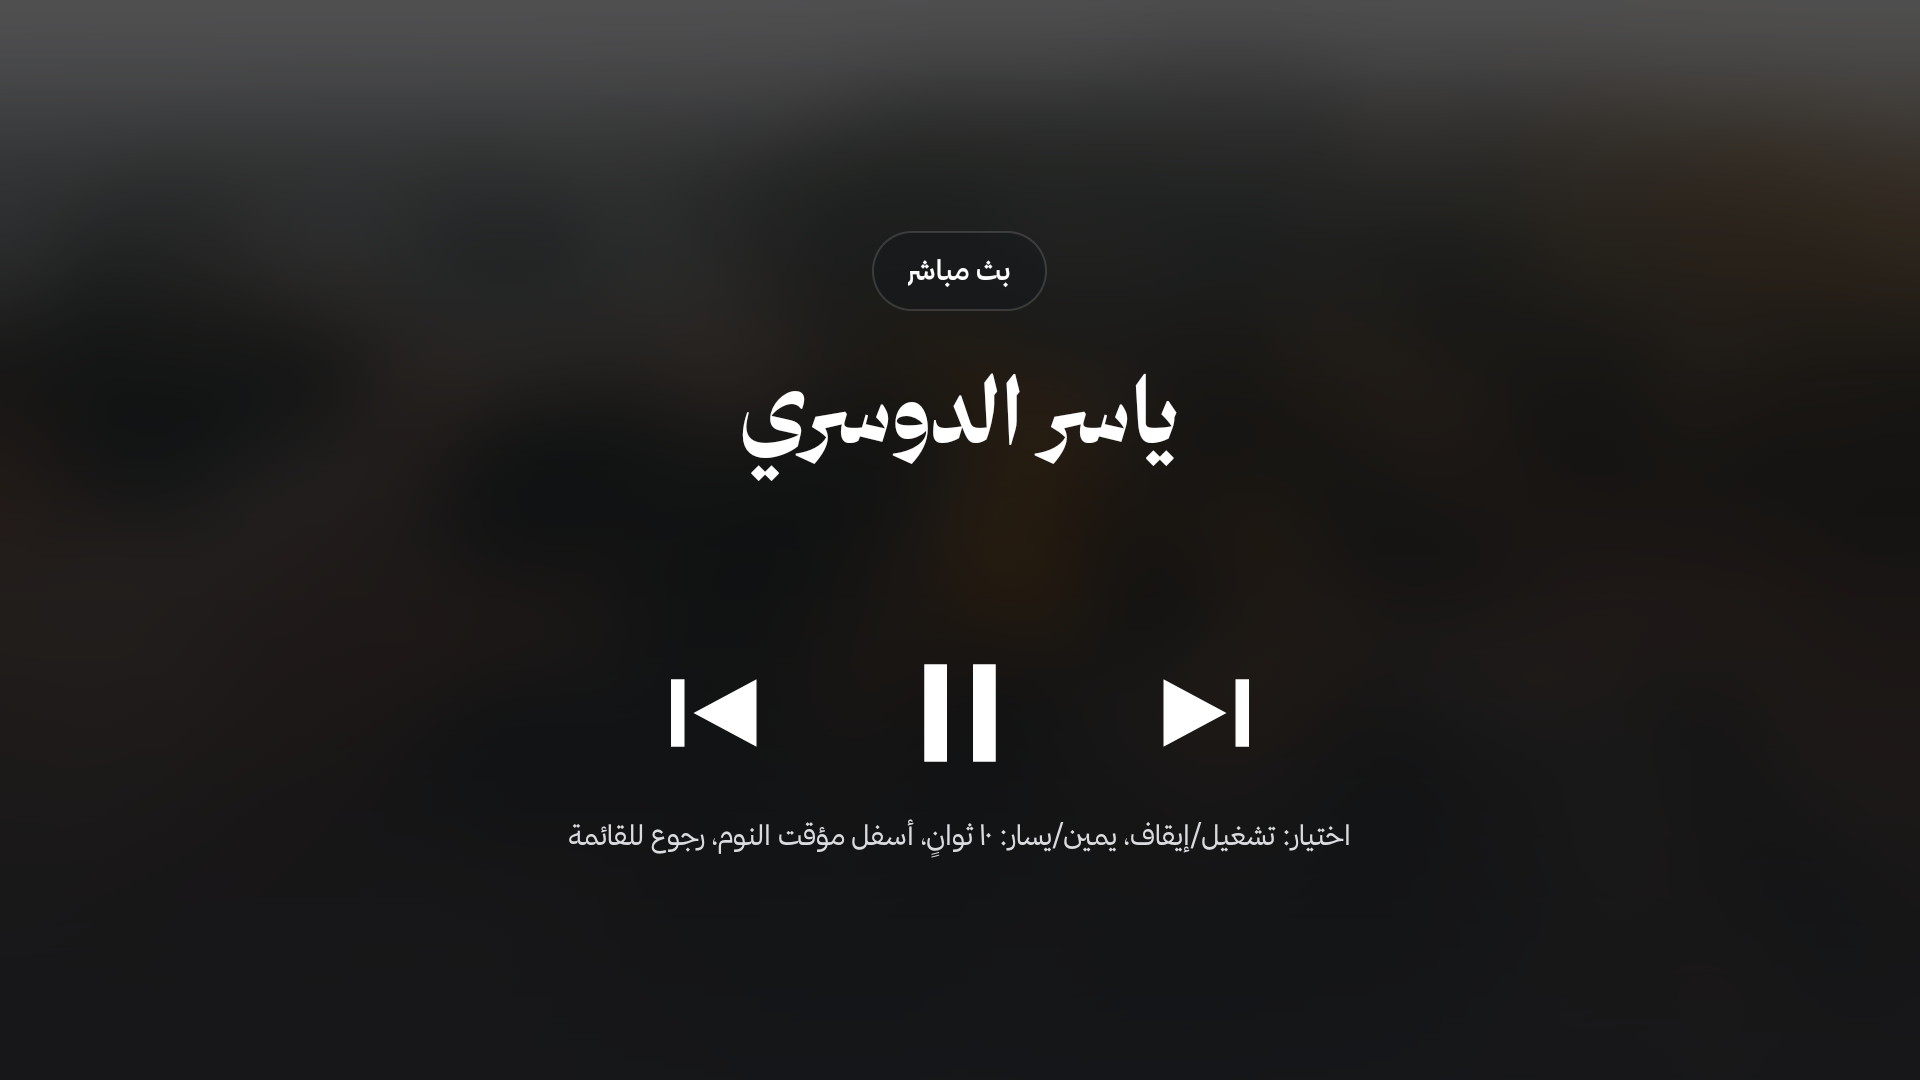 بث مباشر
ياسر الدوسري
اختيار: تشغيل/إيقاف، يمين/يسار: ١٠ ثوانٍ، أسفل مؤقت النوم، رجوع للقائمة